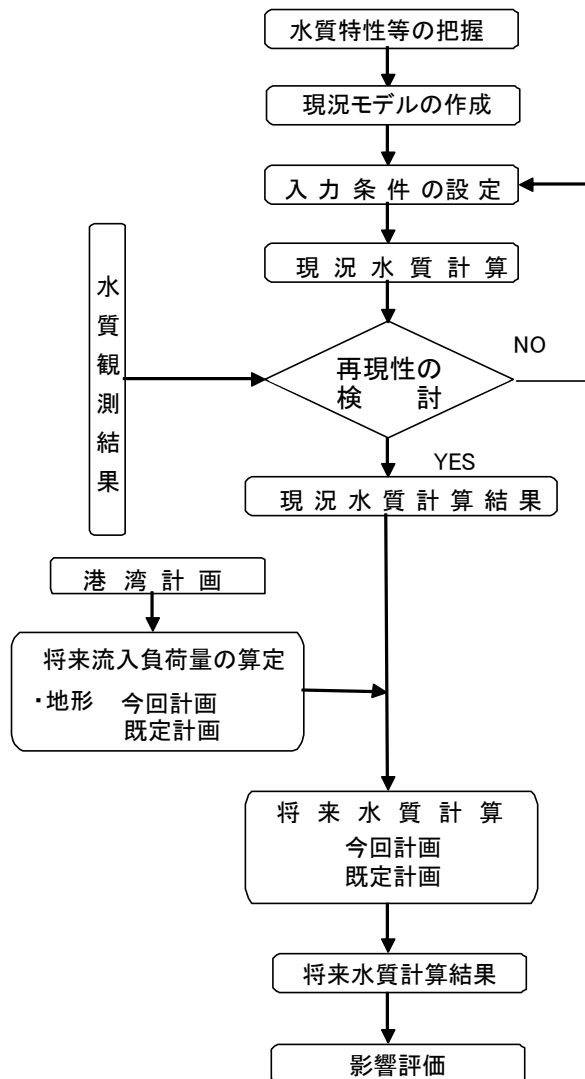 水質特性等の把握
現況モデルの作成
入力条件の設定
現況水質計算
水質観測結果
再現性の
検討
NO
YES
現況水質計算結果
港湾計画
将来流入負荷量の算定
・地形 今回計画
既定計画
将来水質計算
今回計画
既定計画
将来水質計算結果
影響評価